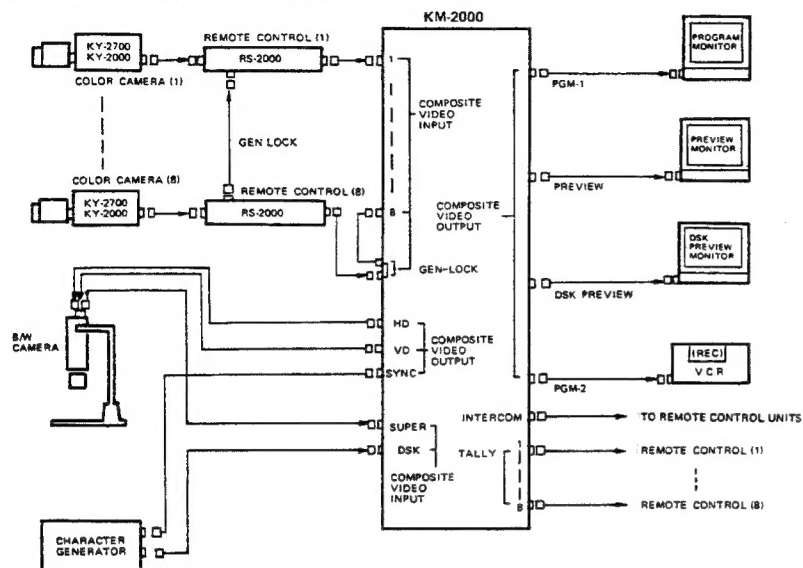 KM-2000
KY-2700
KY-2000
COLOR CAMERA (1)
REMOTE CONTROL (1)
RS-2000
GEN LOCK
COLOR CAMERA (8)
KY-2700
KY-2000
REMOTE CONTROL (8)
RS-2000
B/W
CAMERA
CHARACTER
GENERATOR
1
8
COMPOSITE
VIDEO
INPUT
GEN-LOCK
HD
VD
SYNC
COMPOSITE
VIDEO
OUTPUT
SUPER
DSK
COMPOSITE
VIDEO
INPUT
COMPOSITE
VIDEO
OUTPUT
INTERCOM
TALLY
1
8
PGM-1
PROGRAM
MONITOR
PREVIEW
PREVIEW
MONITOR
DSK PREVIEW
DSK
PREVIEW
MONITOR
PGM-2
(REC)
VCR
TO REMOTE CONTROL UNITS
REMOTE CONTROL (1)
REMOTE CONTROL (8)